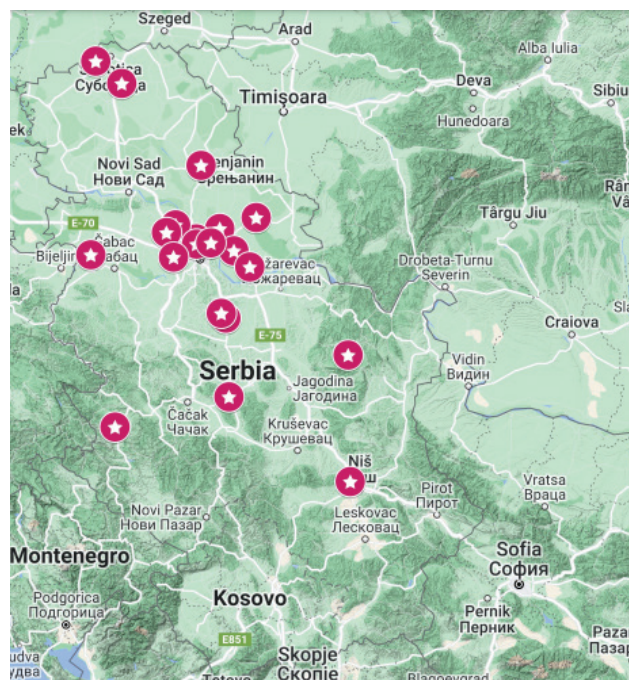 Szeged
Arad
Alba Iulia
Deva
Sibiu
Timișoara
Hunedoara
Novi Sad
Нови Сад
Târgu Jiu
E-70
Bijeljin
Drobeta-Turnu
Severin
Craiova
E-75
Vidin
Видин
Serbia
Jagodina
Јагодина
Čačak
Чачак
Kruševac
Крушевац
Niš
Vratsa
Враца
Pirot
Пирот
Novi Pazar
Нови Пазар
Leskovac
Лесковац
Sofia
София
Montenegro
Podgorica
Подгорица
Kosovo
Pernik
Перник
E851
Skopje
Скопје